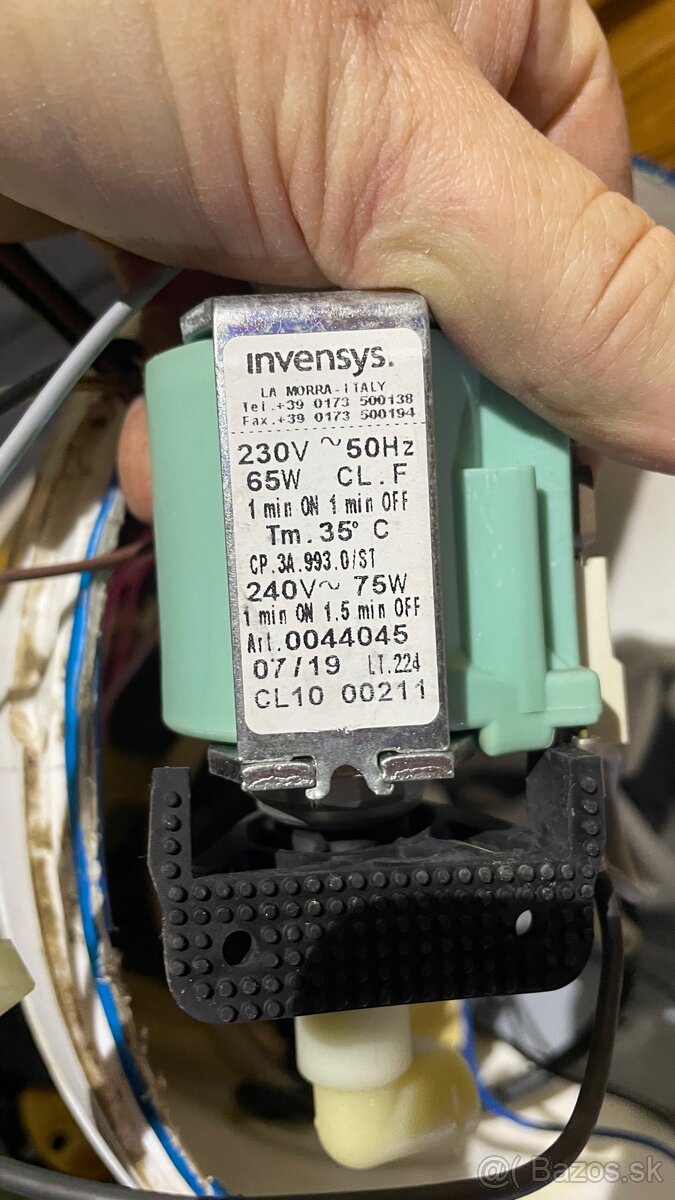 invensys.
LA MORRA-ITALY
Tel.+39 0173 500138
Fax.+39 0173 500194
230V ~50Hz
65W CL.F
1 min ON 1 min OFF
Tm.35° C
CP.3A.993.0/ST
240V~ 75W
1 min ON 1.5 min OFF
Art.0044045
07/19 LT.224
CL10 00211
@( Bazos.sk